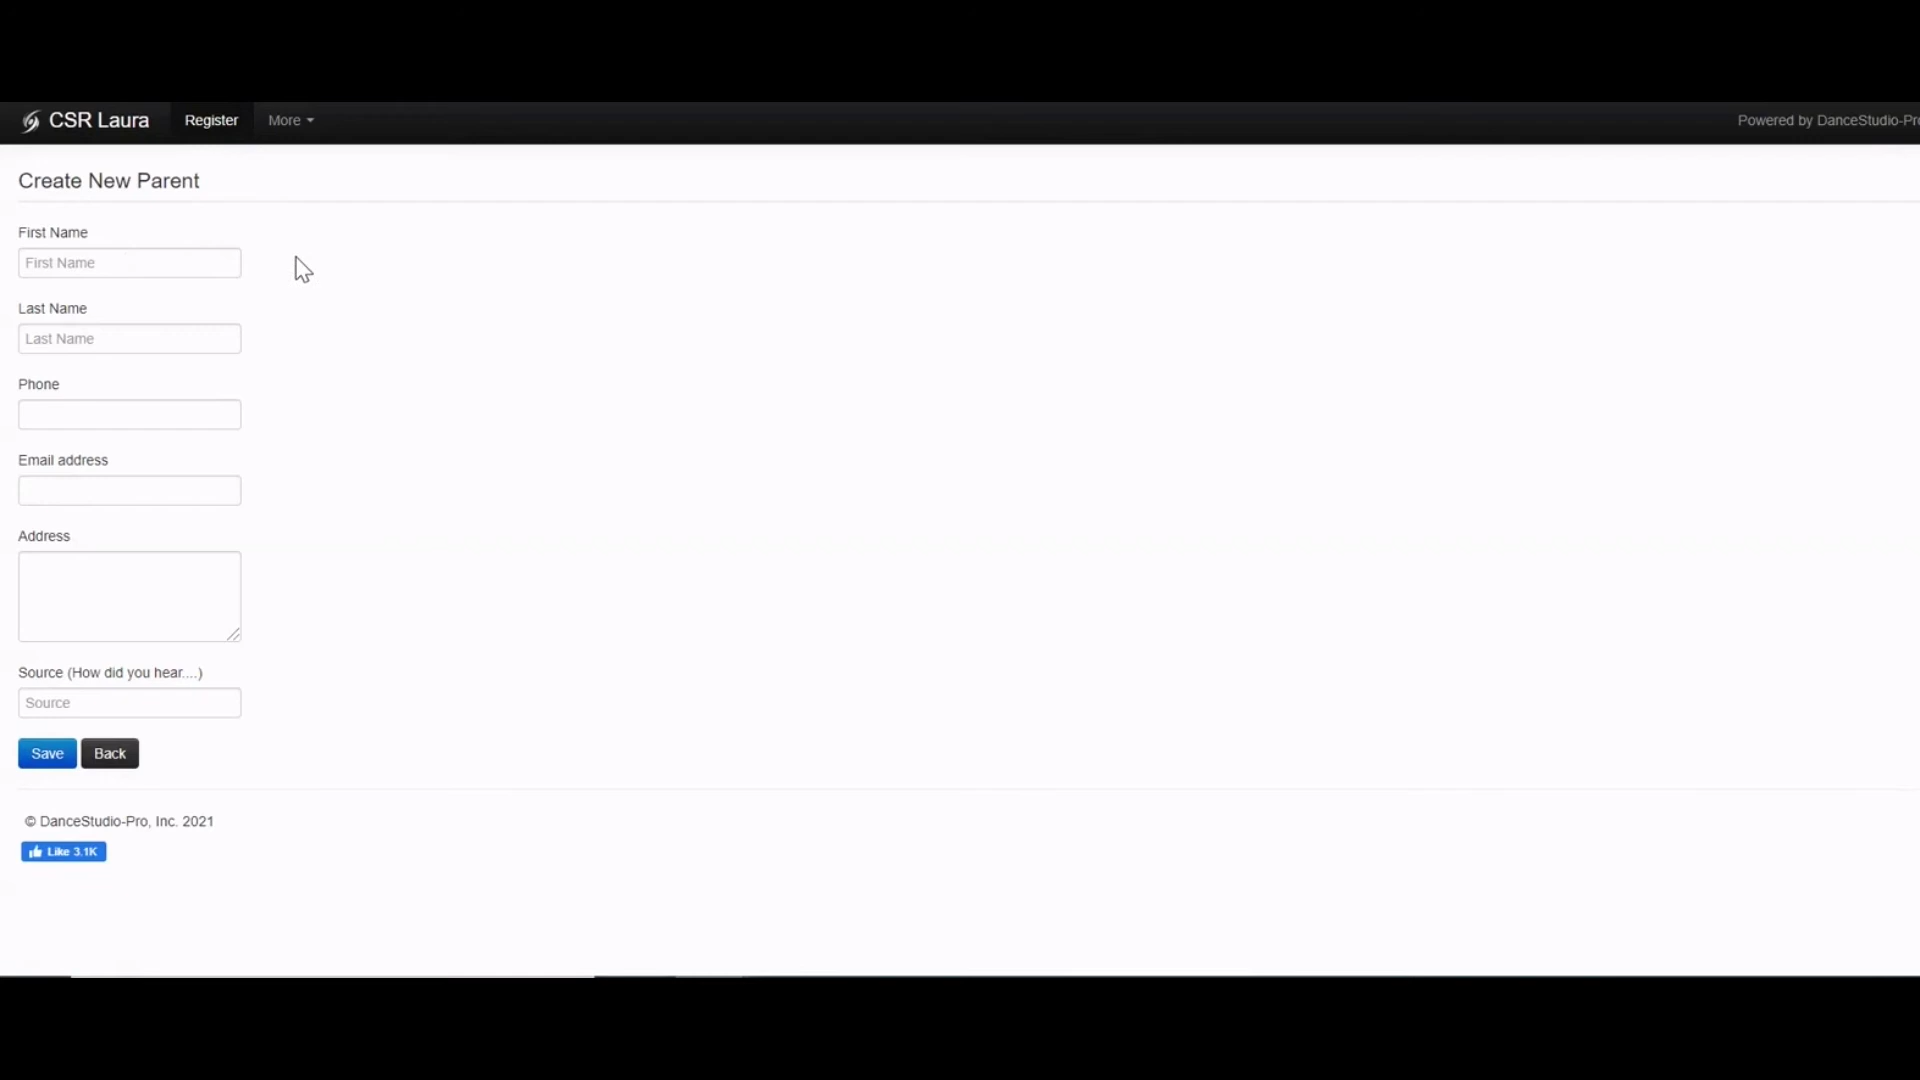 CSR Laura Register More Powered by DanceStudio-Pro
Create New Parent
First Name
First Name
Last Name
Last Name
Phone
Email address
Address
Source (How did you hear....)
Source
Save Back
© DanceStudio-Pro, Inc. 2021
Like 3.1K